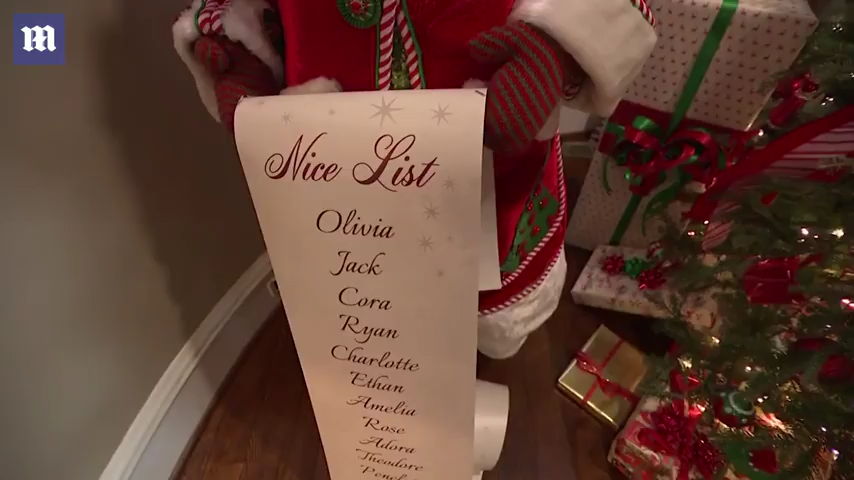 m
Nice List
Olivia
Jack
Cora
Ryan
Charlotte
Ethan
Amelia
Rose
Adora
Theodore